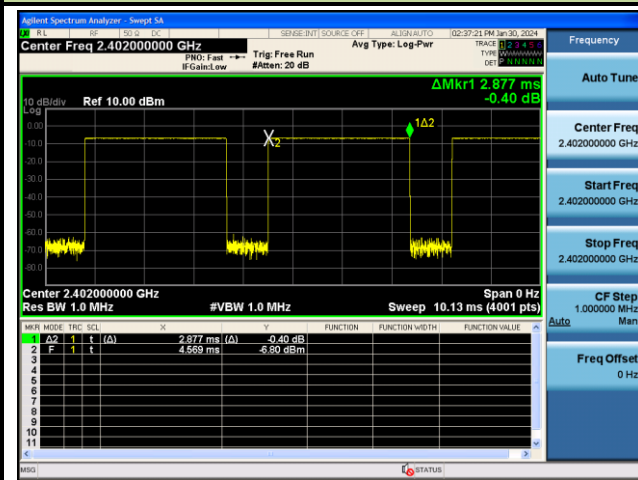 Agilent Spectrum Analyzer - Swept SA
RL RF 50 Ω DC SENSE:INT SOURCE OFF ALIGN AUTO 02:37:21 PM Jan 30, 2024
Center Freq 2.402000000 GHz
PNO: Fast
IFGain:Low
Trig: Free Run
#Atten: 20 dB
Avg Type: Log-Pwr
TRACE 1 2 3 4 5 6
TYPE WWWWWW
DET P N N N N N
ΔMkr1 2.877 ms
-0.40 dB
10 dB/div Ref 10.00 dBm
Log
0.00
-10.0
-20.0
-30.0
-40.0
-50.0
-60.0
-70.0
-80.0
X2
1Δ2
Center 2.402000000 GHz Span 0 Hz
Res BW 1.0 MHz #VBW 1.0 MHz Sweep 10.13 ms (4001 pts)
MKR MODE TRC SCL X Y FUNCTION FUNCTION WIDTH FUNCTION VALUE
1 Δ2 1 t (Δ) 2.877 ms (Δ) -0.40 dB
2 F 1 t 4.569 ms -6.80 dBm
3
4
5
6
7
8
9
10
11
MSG STATUS
Frequency
Auto Tune
Center Freq
2.402000000 GHz
Start Freq
2.402000000 GHz
Stop Freq
2.402000000 GHz
CF Step
1.000000 MHz
Auto Man
Freq Offset
0 Hz